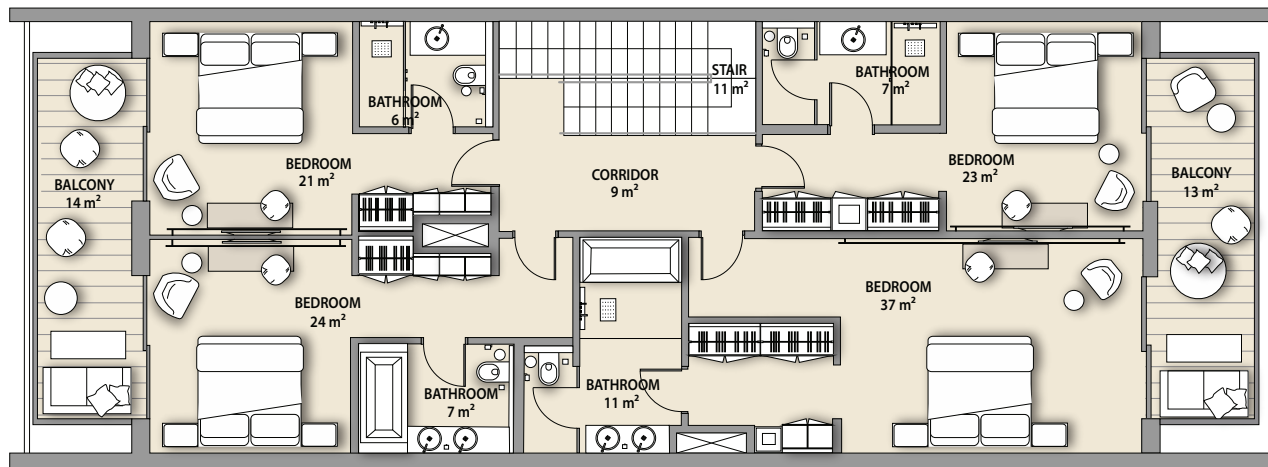 STAIR
11 m²
BATHROOM
7 m²
BATHROOM
6 m²
BEDROOM
21 m²
CORRIDOR
9 m²
BEDROOM
23 m²
BALCONY
14 m²
BALCONY
13 m²
BEDROOM
24 m²
BEDROOM
37 m²
BATHROOM
7 m²
BATHROOM
11 m²